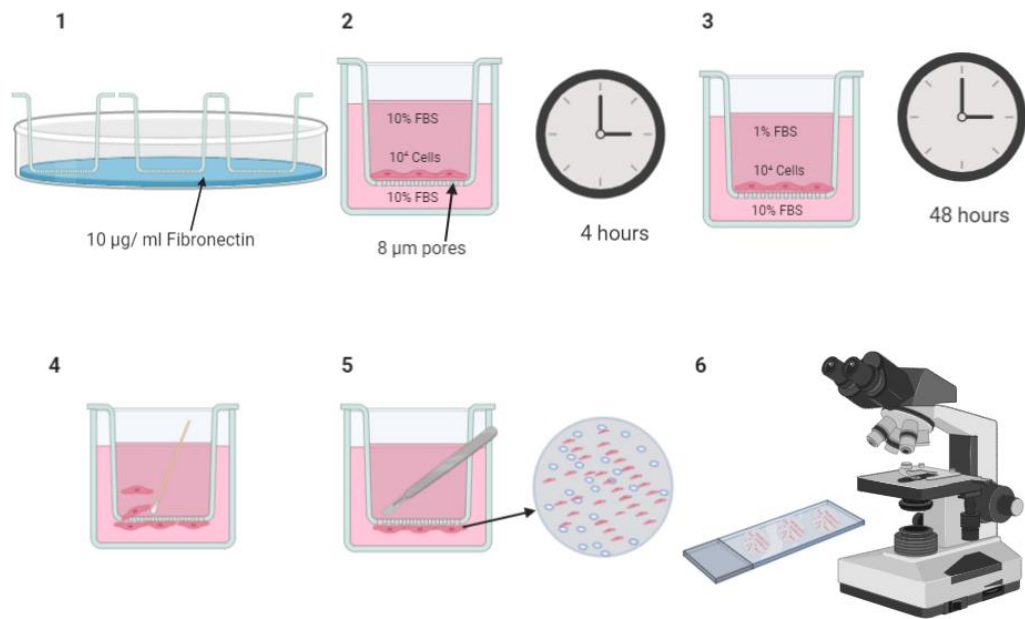 1
10 µg/ ml Fibronectin
2
10% FBS
10⁴ Cells
10% FBS
8 µm pores
4 hours
3
1% FBS
10⁴ Cells
10% FBS
48 hours
4
5
6